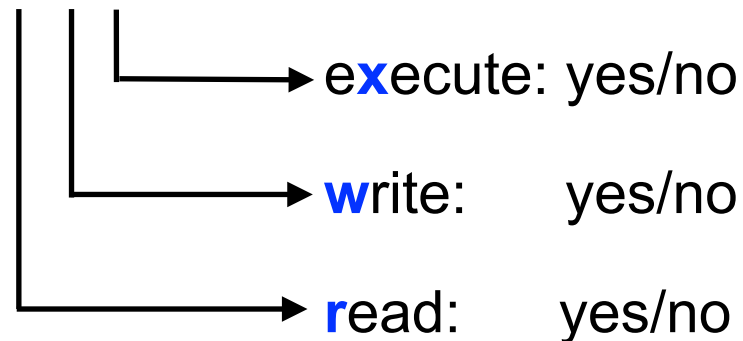 execute: yes/no
write: yes/no
read: yes/no